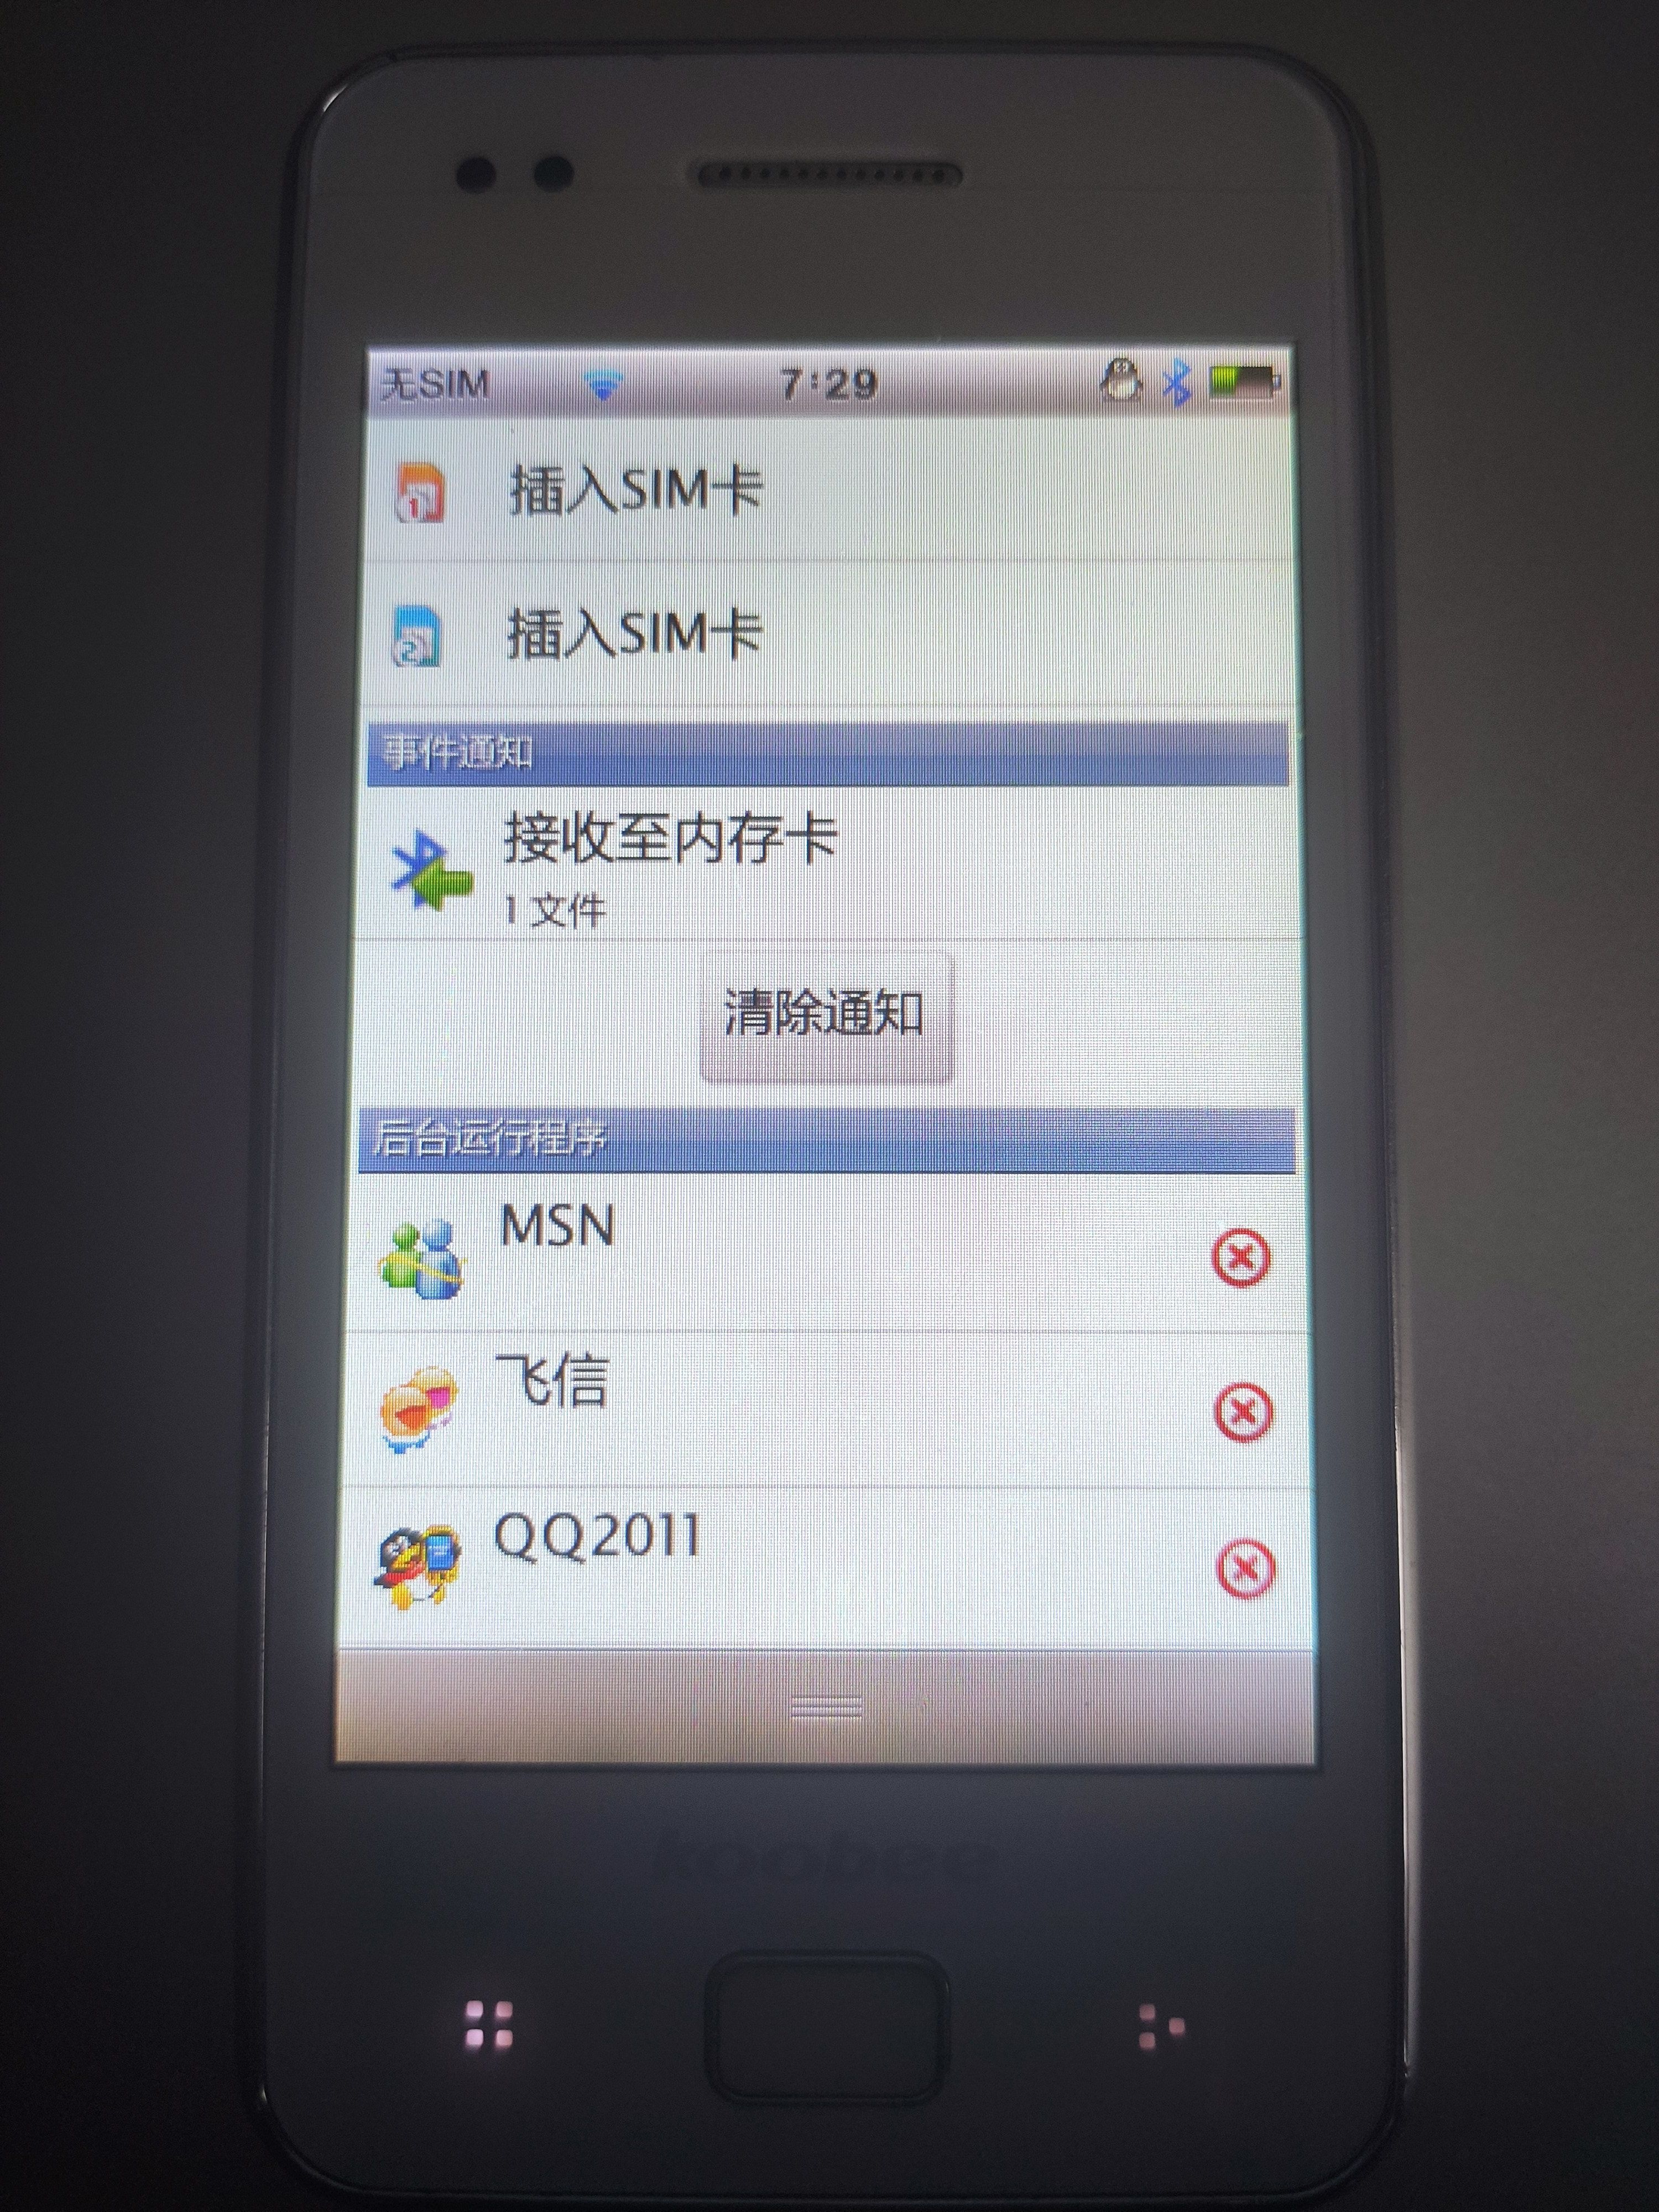 无SIM 7:29
插入SIM卡
插入SIM卡
事件通知
接收至内存卡
1 文件
清除通知
后台运行程序
MSN
飞信
QQ2011
koobee